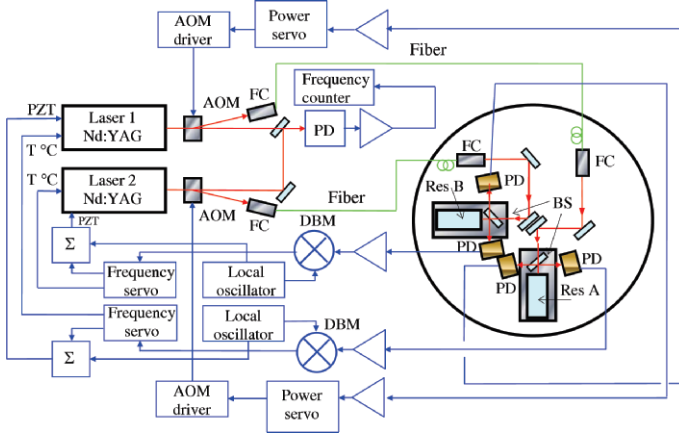 AOM
driver
Power
servo
Fiber
PZT
Laser 1
Nd:YAG
AOM
FC
Frequency
counter
PD
T °C
Laser 2
Nd:YAG
AOM
FC
Fiber
FC
FC
PD
Res B
BS
PD
PD
PD
Res A
PZT
Σ
Frequency
servo
Local
oscillator
DBM
Frequency
servo
Local
oscillator
DBM
Σ
AOM
driver
Power
servo